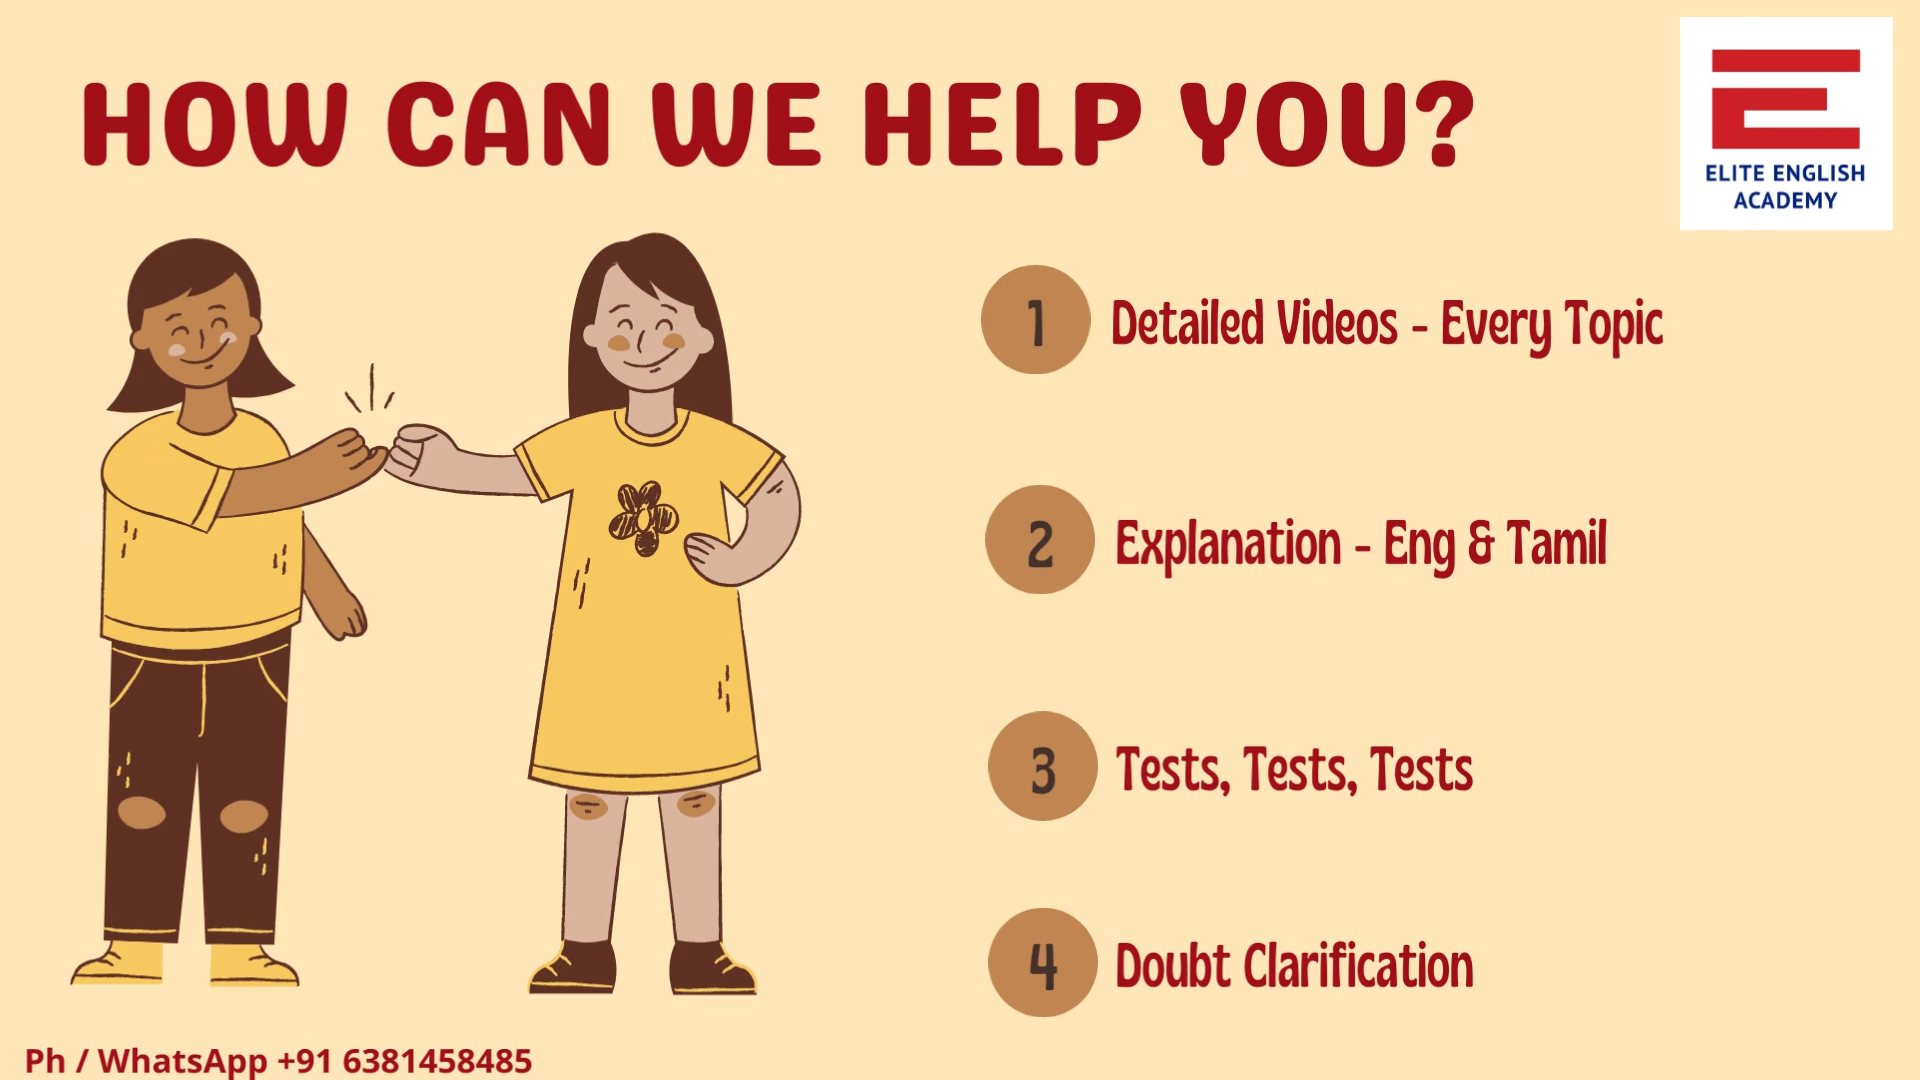 HOW CAN WE HELP YOU?
ELITE ENGLISH
ACADEMY
1 Detailed Videos - Every Topic
2 Explanation - Eng & Tamil
3 Tests, Tests, Tests
4 Doubt Clarification
Ph / WhatsApp +91 6381458485